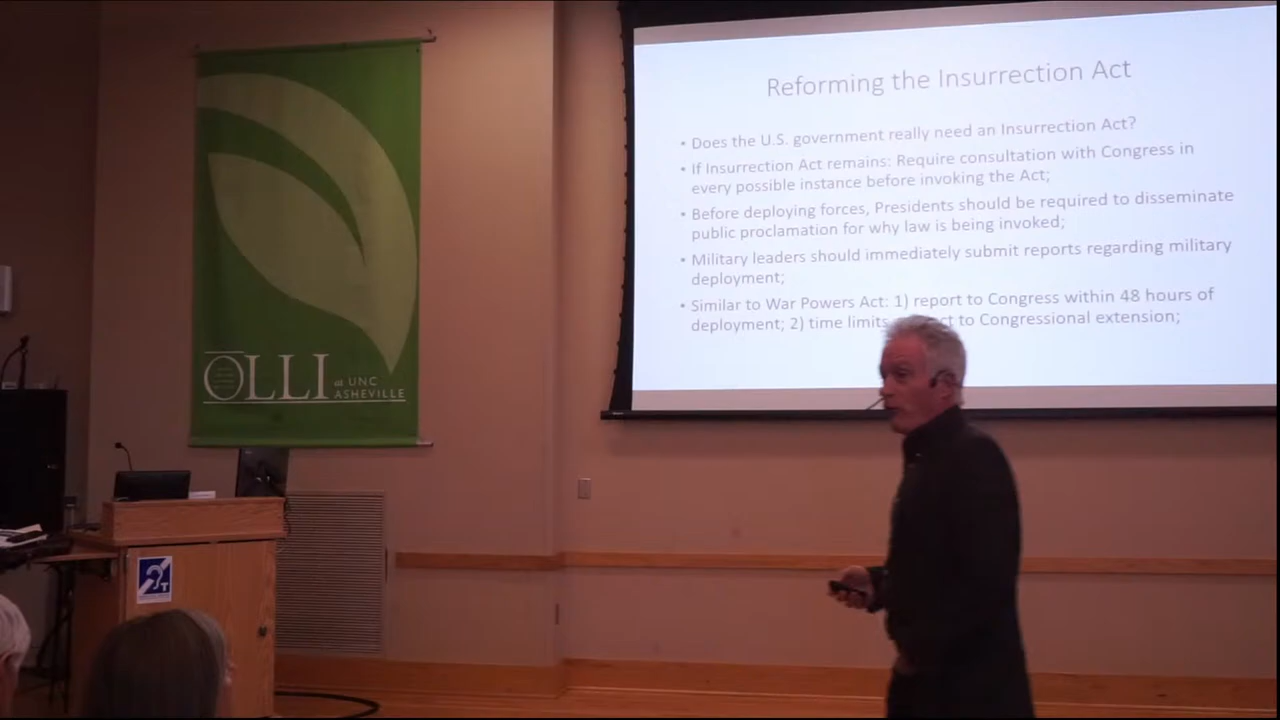 Reforming the Insurrection Act
• Does the U.S. government really need an Insurrection Act?
• If Insurrection Act remains: Require consultation with Congress in
every possible instance before invoking the Act;
• Before deploying forces, Presidents should be required to disseminate
public proclamation for why law is being invoked;
• Military leaders should immediately submit reports regarding military
deployment;
• Similar to War Powers Act: 1) report to Congress within 48 hours of
deployment; 2) time limits to Congressional extension;
OLLI at UNC
ASHEVILLE
T